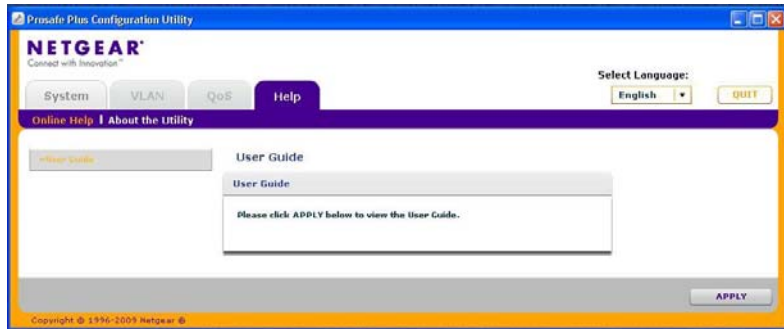 Prosafe Plus Configuration Utility
NETGEAR®
Connect with Innovation™
Select Language:
System VLAN QoS Help
English QUIT
Online Help | About the Utility
»User Guide
User Guide
User Guide
Please click APPLY below to view the User Guide.
APPLY
Copyright © 1996-2009 Netgear ®